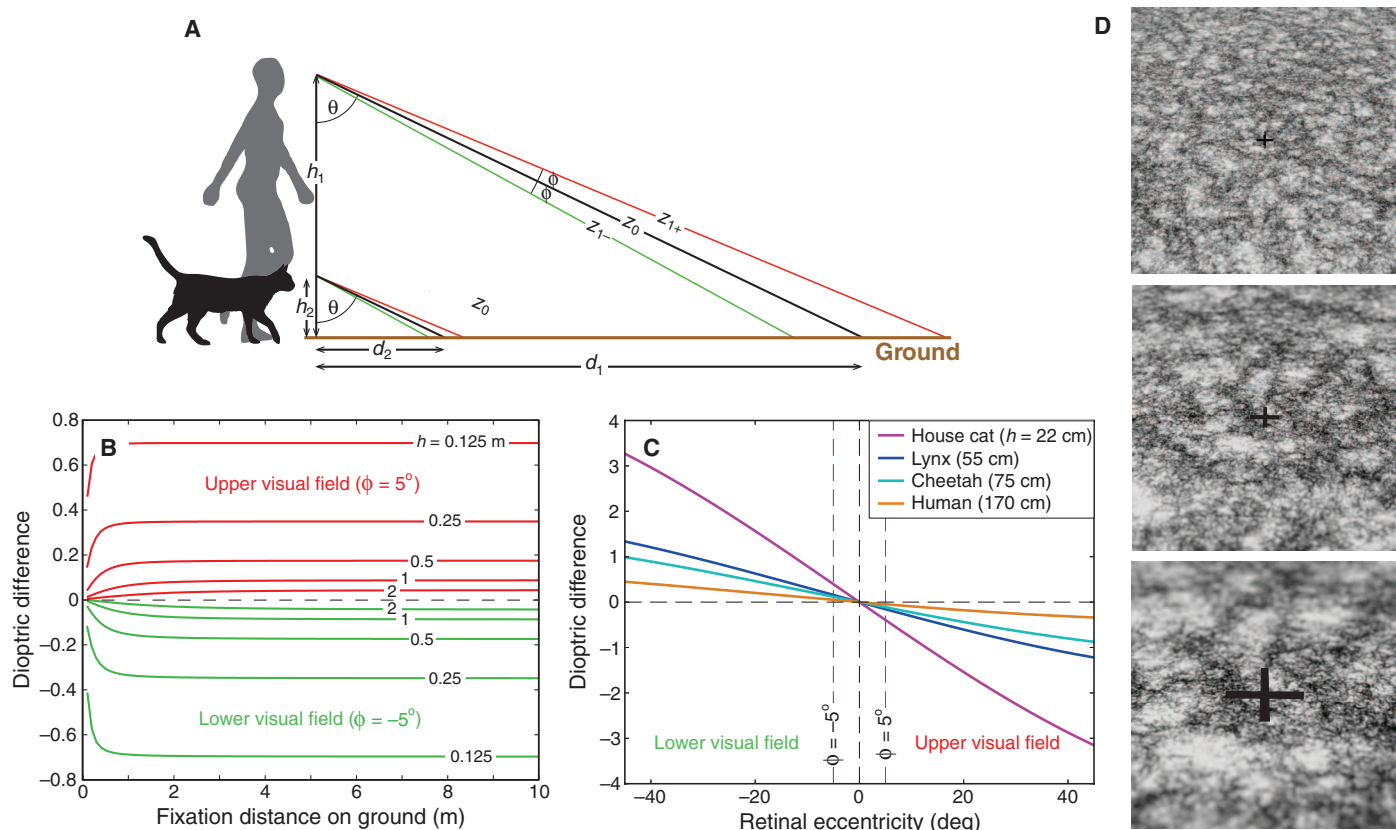 A
θ
h1
ϕ
ϕ
z1+
z0
z1–
h2
θ
z0
Ground
d2
d1
B
0.8
0.6
0.4
0.2
0
–0.2
–0.4
–0.6
–0.8
Dioptric difference
h = 0.125 m
Upper visual field (ϕ = 5°)
0.25
0.5
1
2
2
1
0.5
0.25
Lower visual field (ϕ = –5°)
0.125
0 2 4 6 8 10
Fixation distance on ground (m)
C
4
3
2
1
0
–1
–2
–3
–4
Dioptric difference
House cat (h = 22 cm)
Lynx (55 cm)
Cheetah (75 cm)
Human (170 cm)
Lower visual field
ϕ = –5°
ϕ = 5°
Upper visual field
–40 –20 0 20 40
Retinal eccentricity (deg)
D